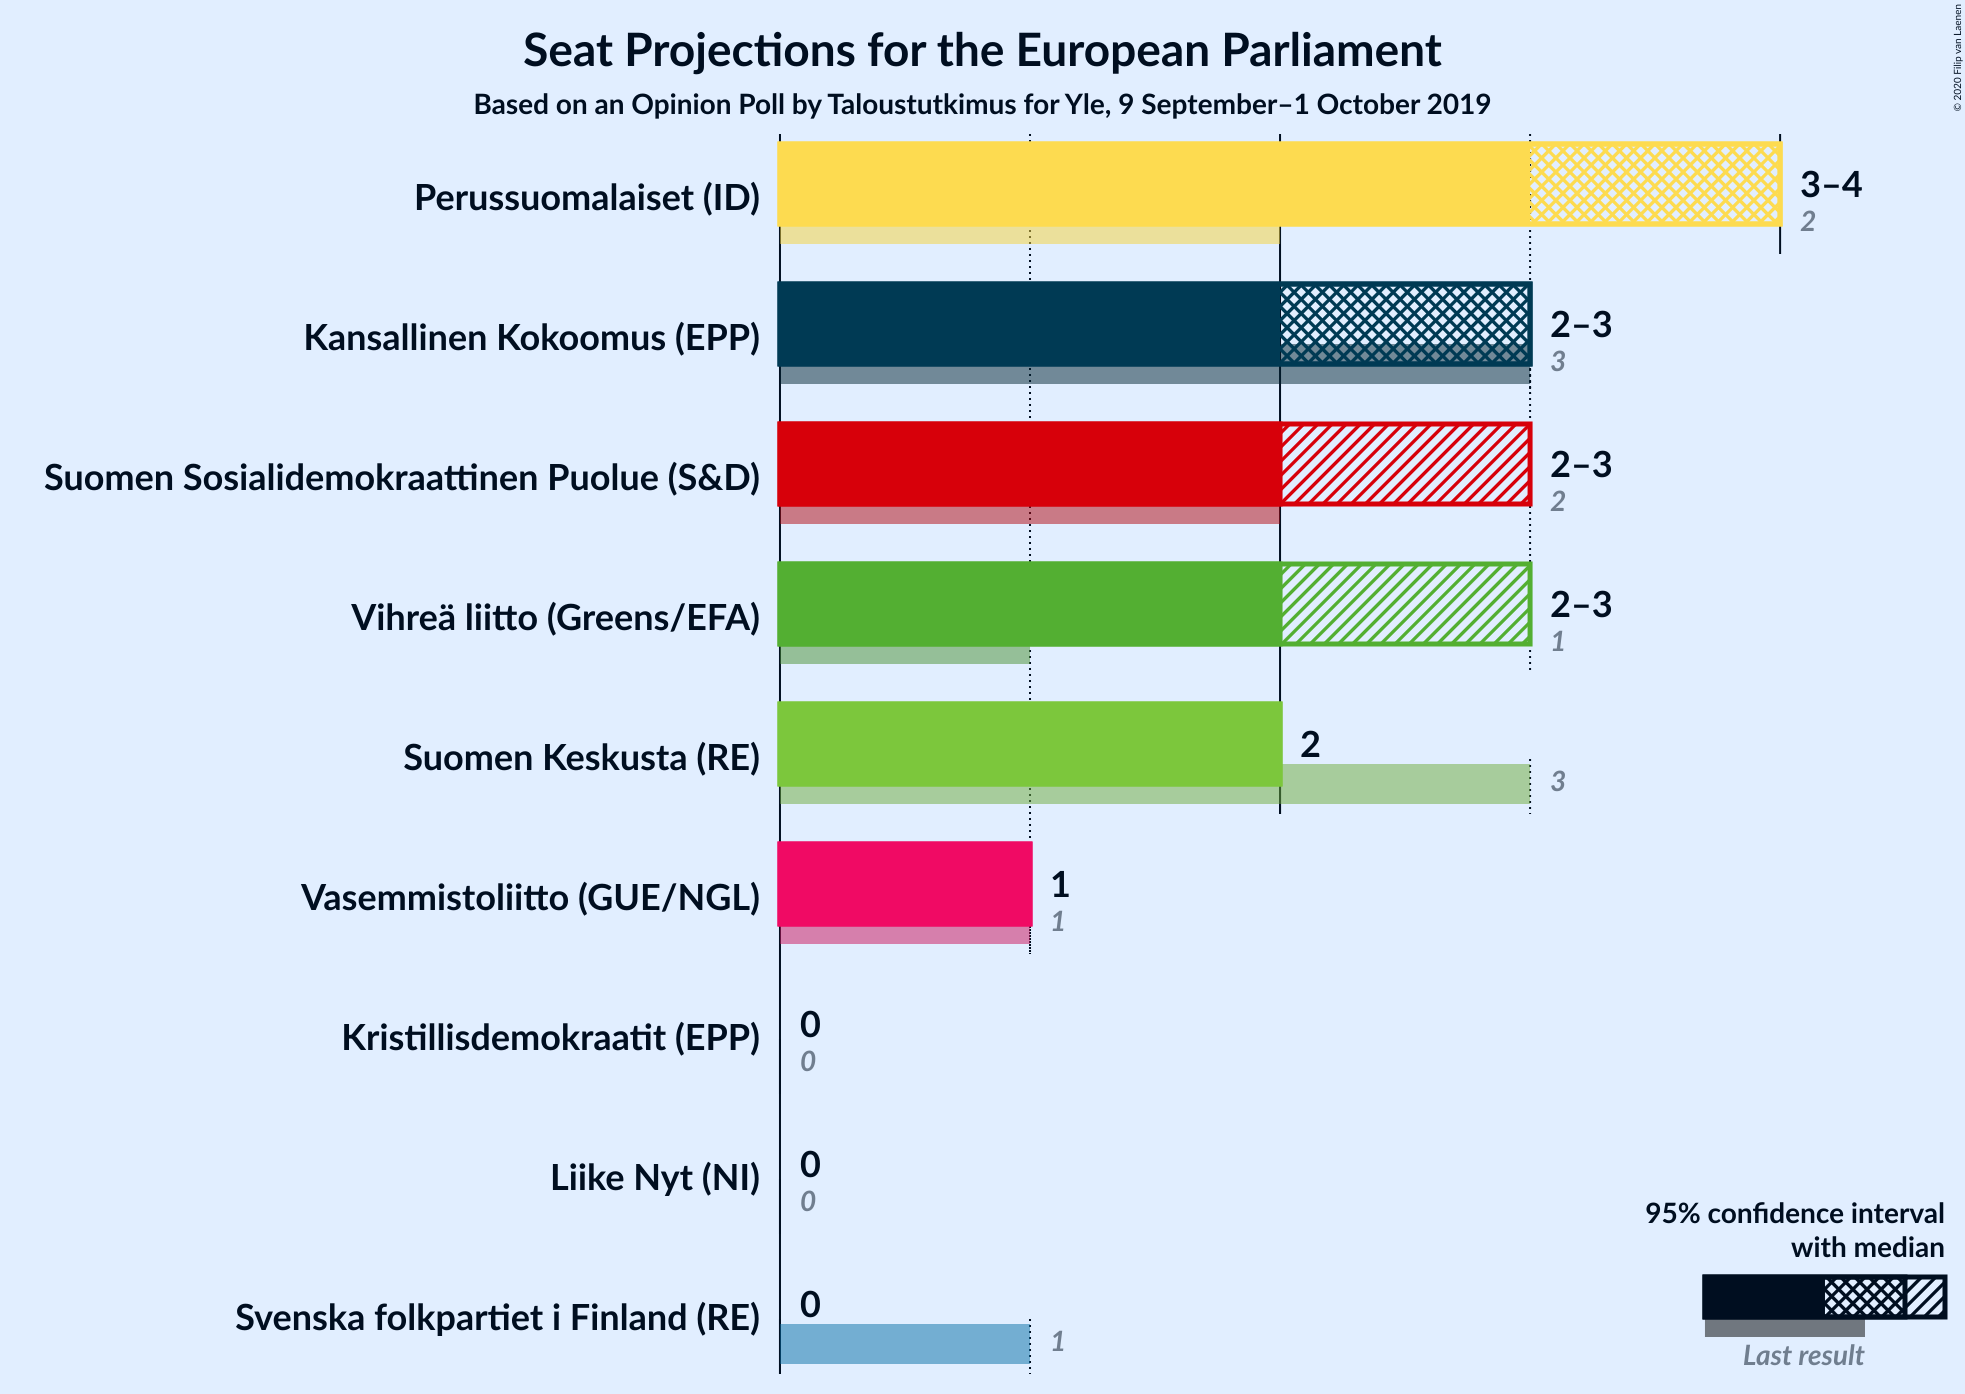 Seat Projections for the European Parliament
Based on an Opinion Poll by Taloustutkimus for Yle, 9 September–1 October 2019
© 2020 Filip van Laenen
Perussuomalaiset (ID)
3–4
2
Kansallinen Kokoomus (EPP)
2–3
3
Suomen Sosialidemokraattinen Puolue (S&D)
2–3
2
Vihreä liitto (Greens/EFA)
2–3
1
Suomen Keskusta (RE)
2
3
Vasemmistoliitto (GUE/NGL)
1
1
Kristillisdemokraatit (EPP)
0
0
Liike Nyt (NI)
0
0
Svenska folkpartiet i Finland (RE)
0
1
95% confidence interval
with median
Last result